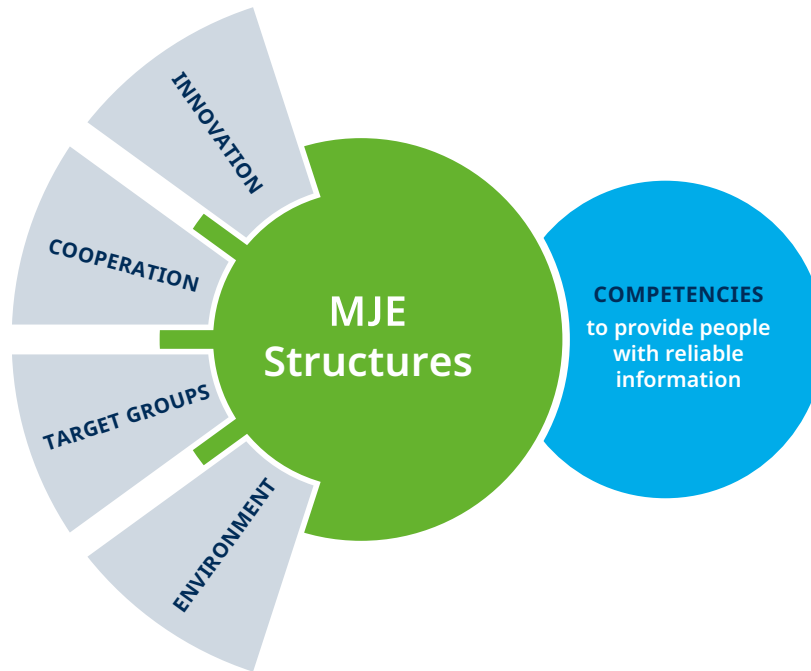 INNOVATION
COOPERATION
TARGET GROUPS
ENVIRONMENT
MJE
Structures
COMPETENCIES
to provide people
with reliable
information